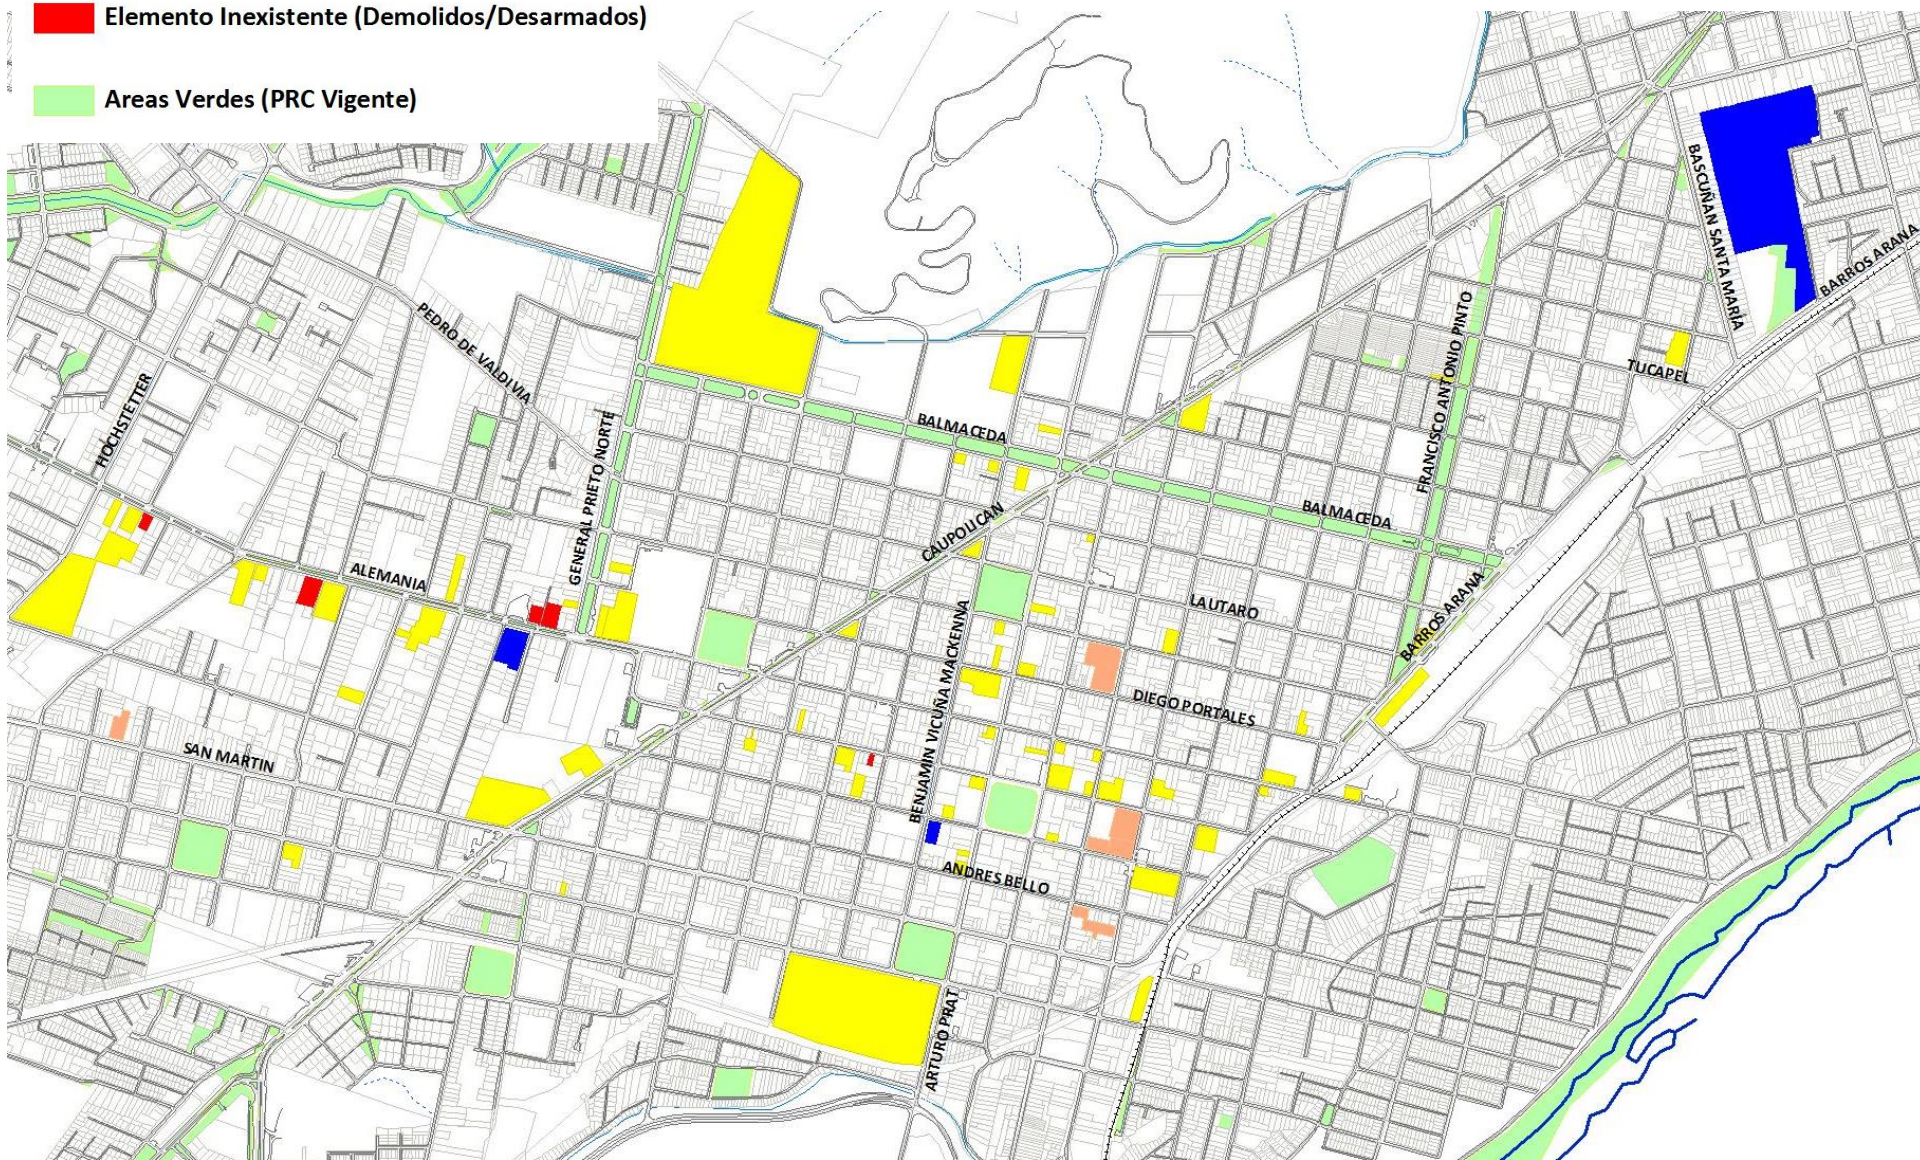 Elemento Inexistente (Demolidos/Desarmados)
Areas Verdes (PRC Vigente)
BASCUÑAN SANTA MARÍA
BARROS ARANA
PEDRO DE VALDIVIA
FRANCISCO ANTONIO PINTO
TUCAPEL
HOCHSTETTER
GENERAL PRIETO NORTE
BALMACEDA
BALMACEDA
CAUPOLICAN
ALEMANIA
LAUTARO
BARROS ARANA
BENJAMIN VICUÑA MACKENNA
DIEGO PORTALES
SAN MARTIN
ANDRES BELLO
ARTURO PRAT